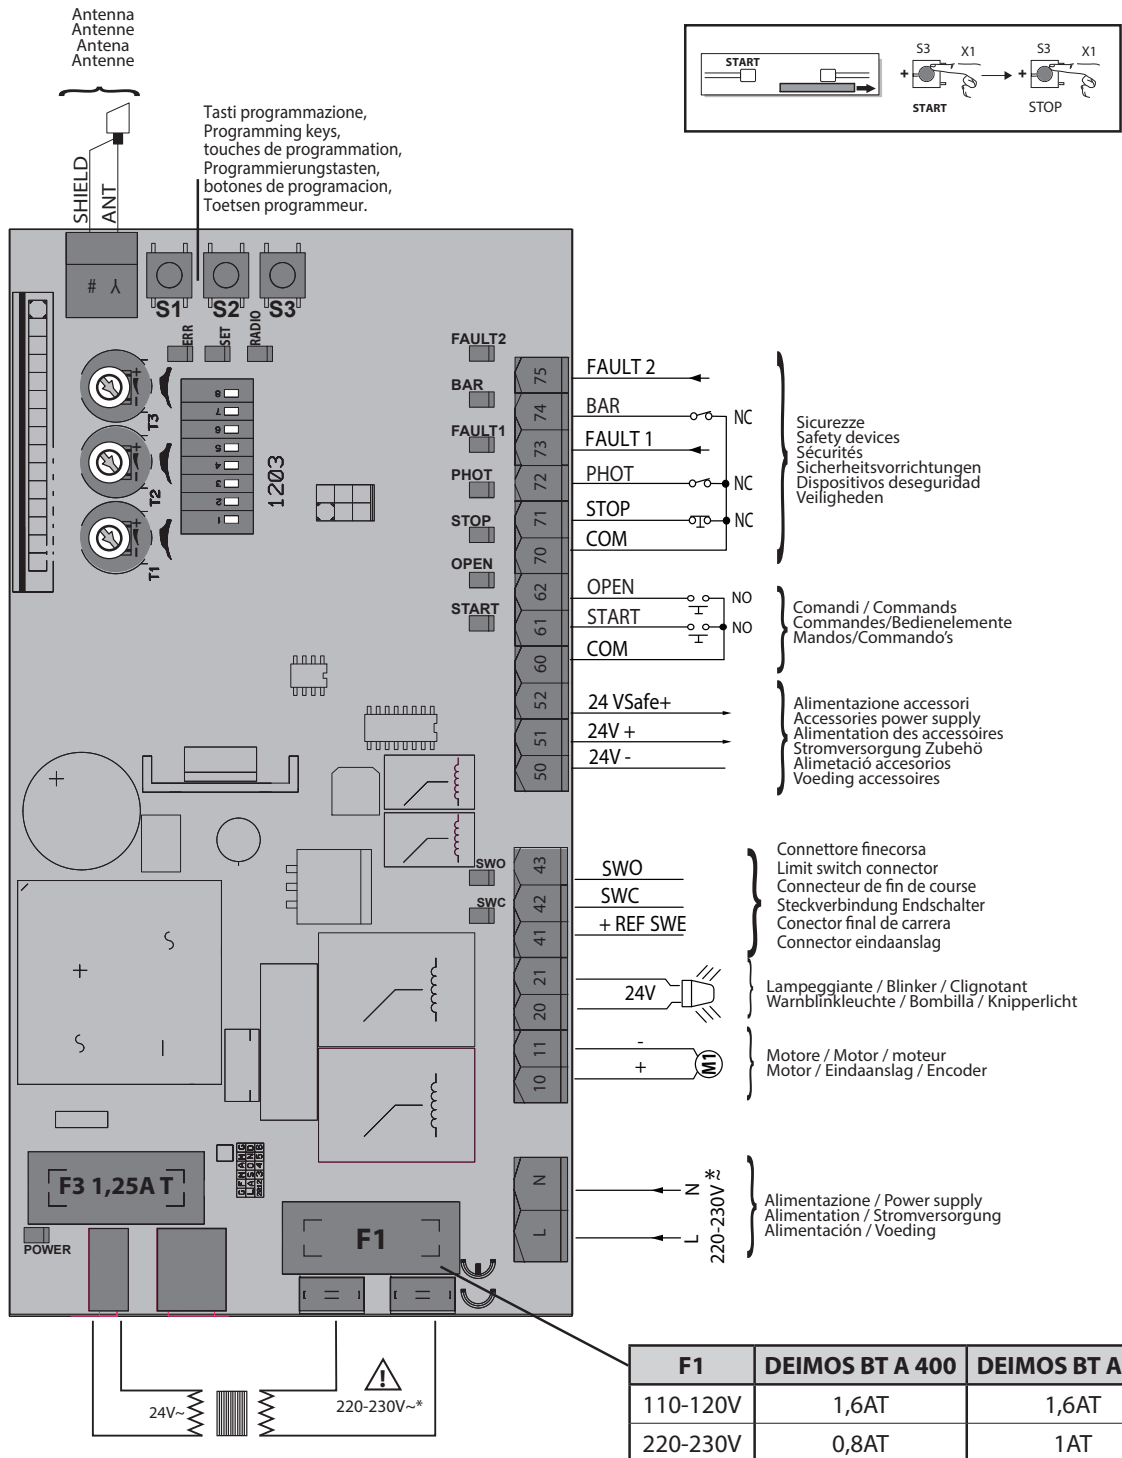 Antenna
Antenne
Antena
Antenne
SHIELD
ANT
Tasti programmazione,
Programming keys,
touches de programmation,
Programmierungstasten,
botones de programacion,
Toetsen programmeur.
START
S3 X1
+
START
S3 X1
+
STOP
# Y
S1 S2 S3
ERR SET RADIO
T3
T2
T1
8
7
6
5
4
3
2
1
1203
FAULT2
BAR
FAULT1
PHOT
STOP
OPEN
START
75 FAULT 2
74 BAR NC
73 FAULT 1
72 PHOT NC
71 STOP NC
70 COM
Sicurezze
Safety devices
Sécurités
Sicherheitsvorrichtungen
Dispositivos deseguridad
Veiligheden
62 OPEN NO
61 START NO
60 COM
Comandi / Commands
Commandes/Bedienelemente
Mandos/Commando's
52 24 VSafe+
51 24V +
50 24V -
Alimentazione accessori
Accessories power supply
Alimentation des accessoires
Stromversorgung Zubehö
Alimetació accesorios
Voeding accessoires
SWO
SWC
43 SWO
42 SWC
41 + REF SWE
Connettore finecorsa
Limit switch connector
Connecteur de fin de course
Steckverbindung Endschalter
Conector final de carrera
Connector eindaanslag
21
20
24V
Lampeggiante / Blinker / Clignotant
Warnblinkleuchte / Bombilla / Knipperlicht
11 -
10 +
M1
Motore / Motor / moteur
Motor / Eindaanslag / Encoder
N
L
N
L
220-230V ~*
Alimentazione / Power supply
Alimentation / Stromversorgung
Alimentación / Voeding
F3 1,25A T
POWER
F1
24V~
220-230V~*
F1 DEIMOS BT A 400 DEIMOS BT A
110-120V 1,6AT 1,6AT
220-230V 0,8AT 1AT